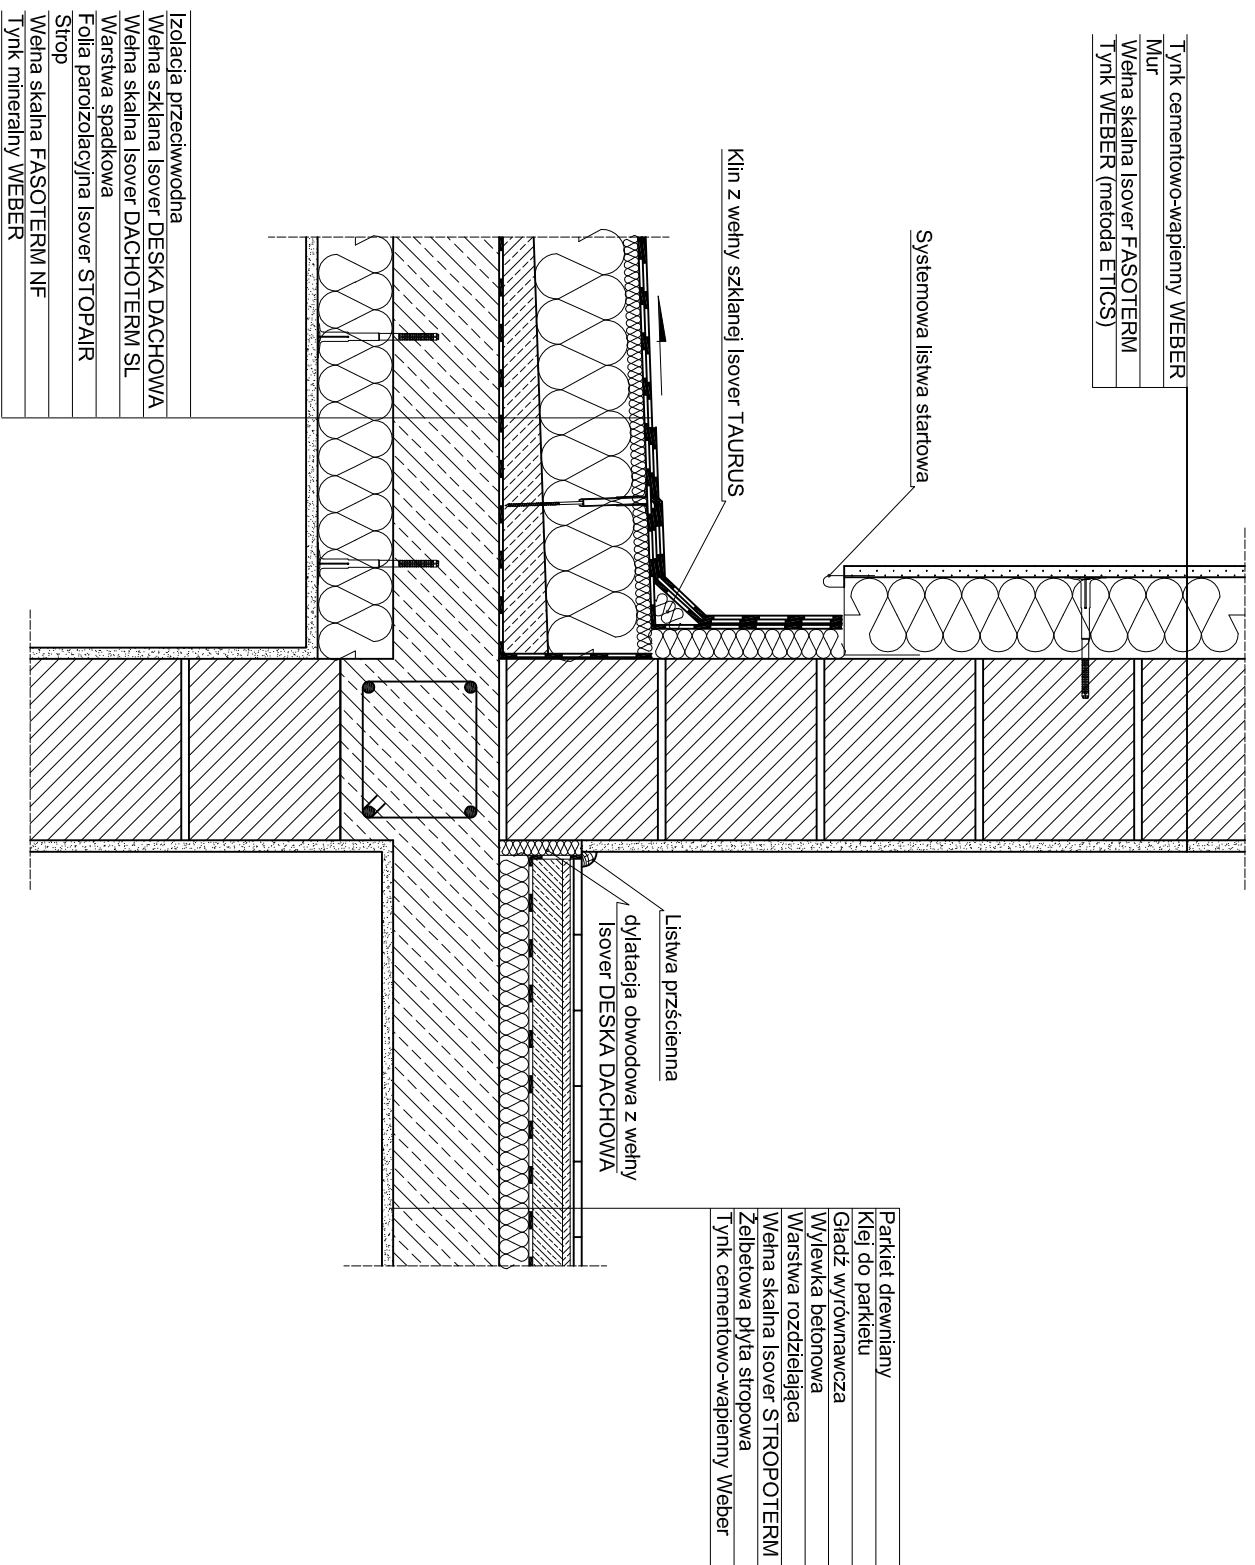 Tynk cementowo-wapienny WEBER
Mur
Wełna skalna Isover FASOTERM
Tynk WEBER (metoda ETICS)
Systemowa listwa startowa
Klin z wełny szklanej Isover TAURUS
Izolacja przeciwwodna
Wełna szklana Isover DESKA DACHOWA
Wełna skalna Isover DACHOTERM SL
Warstwa spadkowa
Folia paroizolacyjna Isover STOPAIR
Strop
Wełna skalna FASOTERM NF
Tynk mineralny WEBER
Listwa prźścienna
dylatacja obwodowa z wełny
Isover DESKA DACHOWA
Parkiet drewniany
Klej do parkietu
Gładź wyrównawcza
Wylewka betonowa
Warstwa rozdzielająca
Wełna skalna Isover STROPOTERM
Żelbetowa płyta stropowa
Tynk cementowo-wapienny Weber